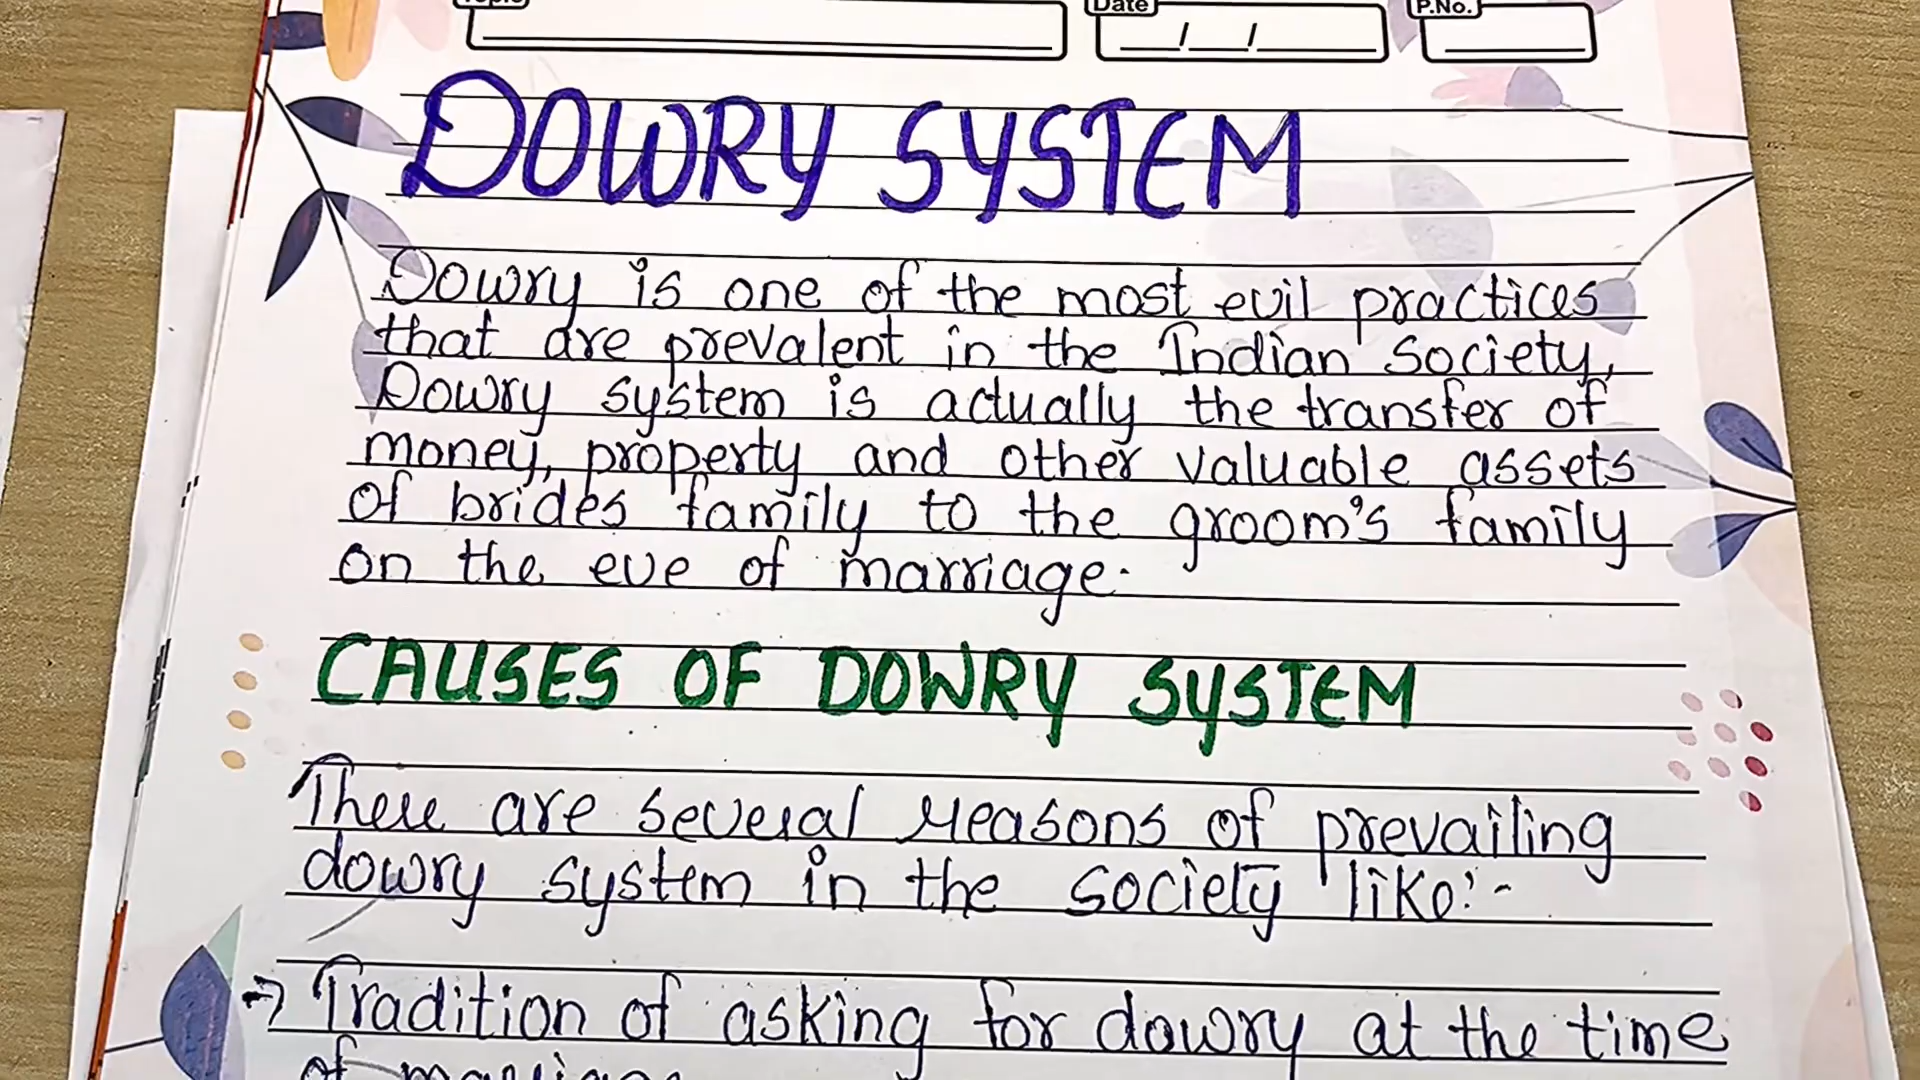 Topic
Date
P.No.
DOWRY SYSTEM
Dowry is one of the most evil practices
that are prevalent in the Indian society,
Dowry system is actually the transfer of
money, property and other valuable assets
of brides family to the groom's family
on the eve of marriage.
CAUSES OF DOWRY SYSTEM
There are several reasons of prevailing
dowry system in the society like:-
→ Tradition of asking for dowry at the time
of marriage